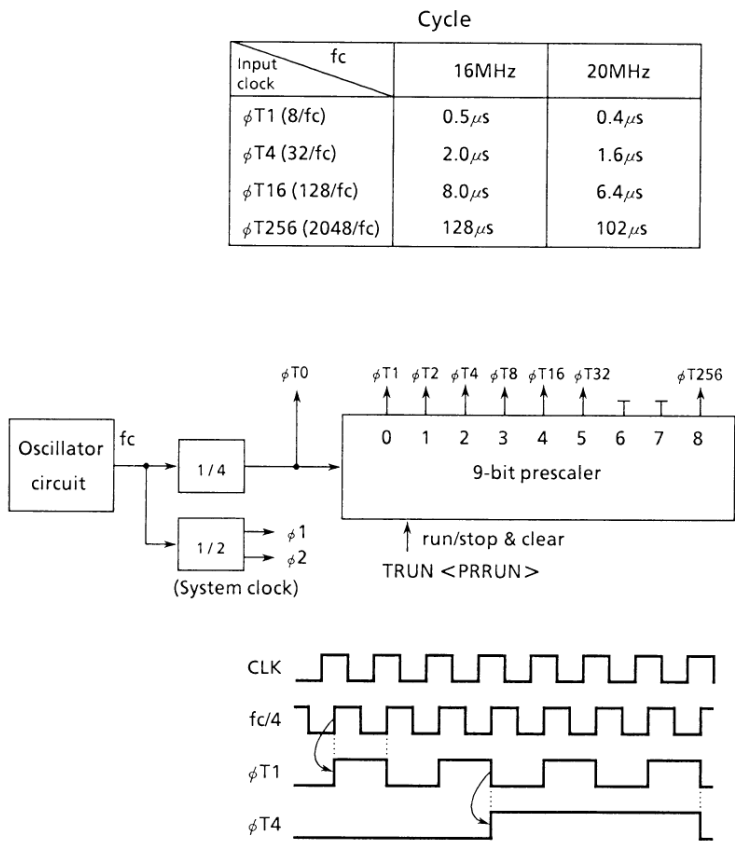 Cycle
fc
Input
clock
16MHz 20MHz
φT1 (8/fc) 0.5μs 0.4μs
φT4 (32/fc) 2.0μs 1.6μs
φT16 (128/fc) 8.0μs 6.4μs
φT256 (2048/fc) 128μs 102μs
φT0 φT1 φT2 φT4 φT8 φT16 φT32 φT256
Oscillator
circuit
fc
1/4
0 1 2 3 4 5 6 7 8
9-bit prescaler
1/2
φ1
φ2
(System clock)
run/stop & clear
TRUN <PRRUN>
CLK
fc/4
φT1
φT4